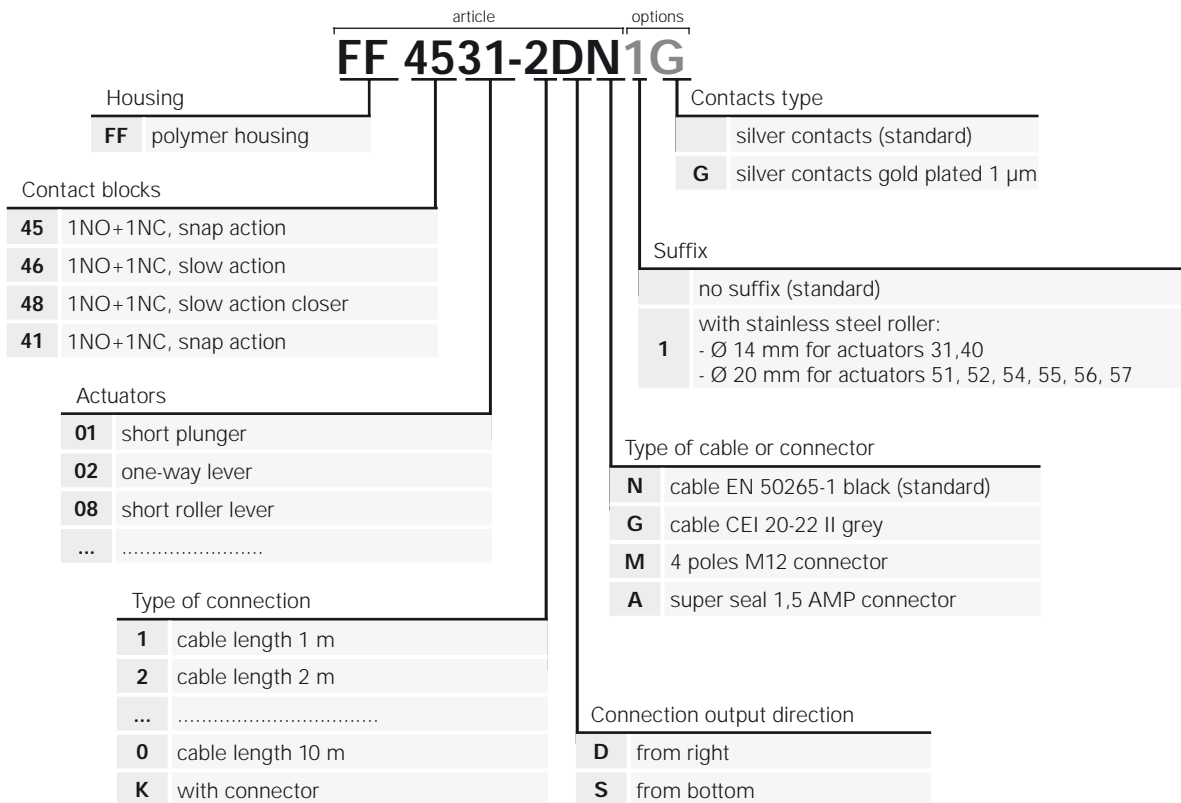 article options
FF 4531-2DN1G
Housing
FF polymer housing
Contact blocks
45 1NO+1NC, snap action
46 1NO+1NC, slow action
48 1NO+1NC, slow action closer
41 1NO+1NC, snap action
Actuators
01 short plunger
02 one-way lever
08 short roller lever
... ........................
Type of connection
1 cable length 1 m
2 cable length 2 m
... ..................................
0 cable length 10 m
K with connector
Contacts type
silver contacts (standard)
G silver contacts gold plated 1 µm
Suffix
no suffix (standard)
1 with stainless steel roller:
- Ø 14 mm for actuators 31,40
- Ø 20 mm for actuators 51, 52, 54, 55, 56, 57
Type of cable or connector
N cable EN 50265-1 black (standard)
G cable CEI 20-22 II grey
M 4 poles M12 connector
A super seal 1,5 AMP connector
Connection output direction
D from right
S from bottom